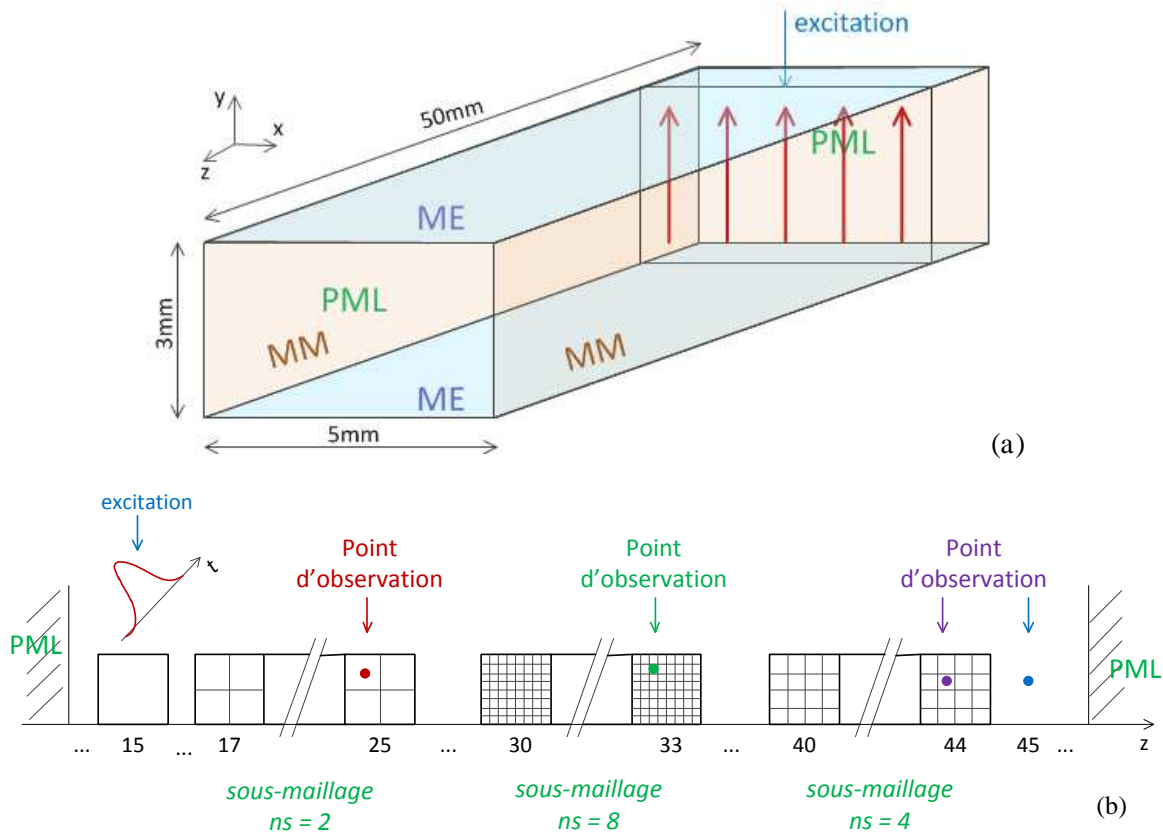 excitation
y
x
z
50mm
PML
ME
PML
3mm
MM
MM
ME
5mm
(a)
excitation
t
Point
d'observation
Point
d'observation
Point
d'observation
PML
PML
... 15 ... 17 25 ... 30 33 ... 40 44 45 ... z
sous-maillage
ns = 2
sous-maillage
ns = 8
sous-maillage
ns = 4
(b)